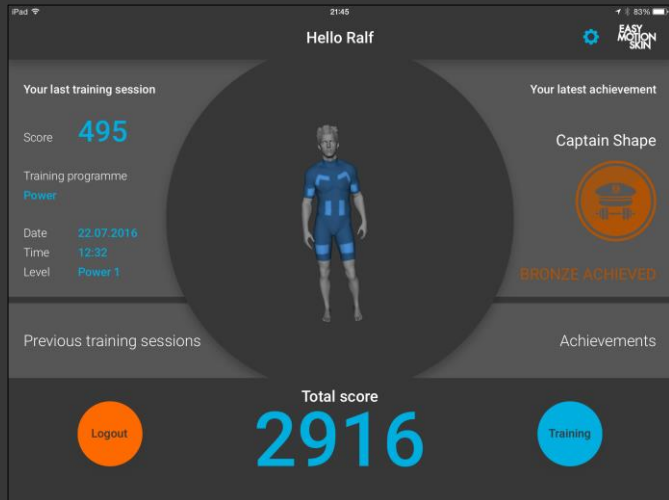 iPad
21:45
83%
Hello Ralf
EASY
MOTION
SKIN
Your last training session
Score 495
Training programme
Power
Date 22.07.2016
Time 12:32
Level Power 1
Your latest achievement
Captain Shape
BRONZE ACHIEVED
Previous training sessions
Achievements
Total score
2916
Logout
Training